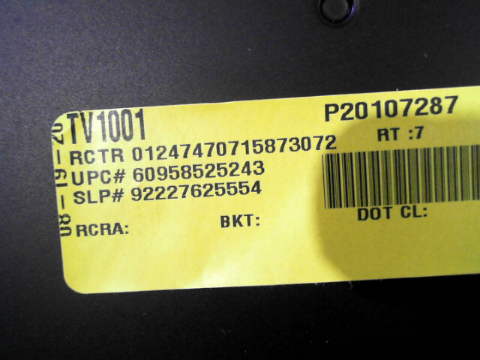 TV1001
P20107287
RCTR 01247470715873072
RT :7
UPC# 60958525243
SLP# 92227625554
DOT CL:
RCRA:
BKT:
08-19-20